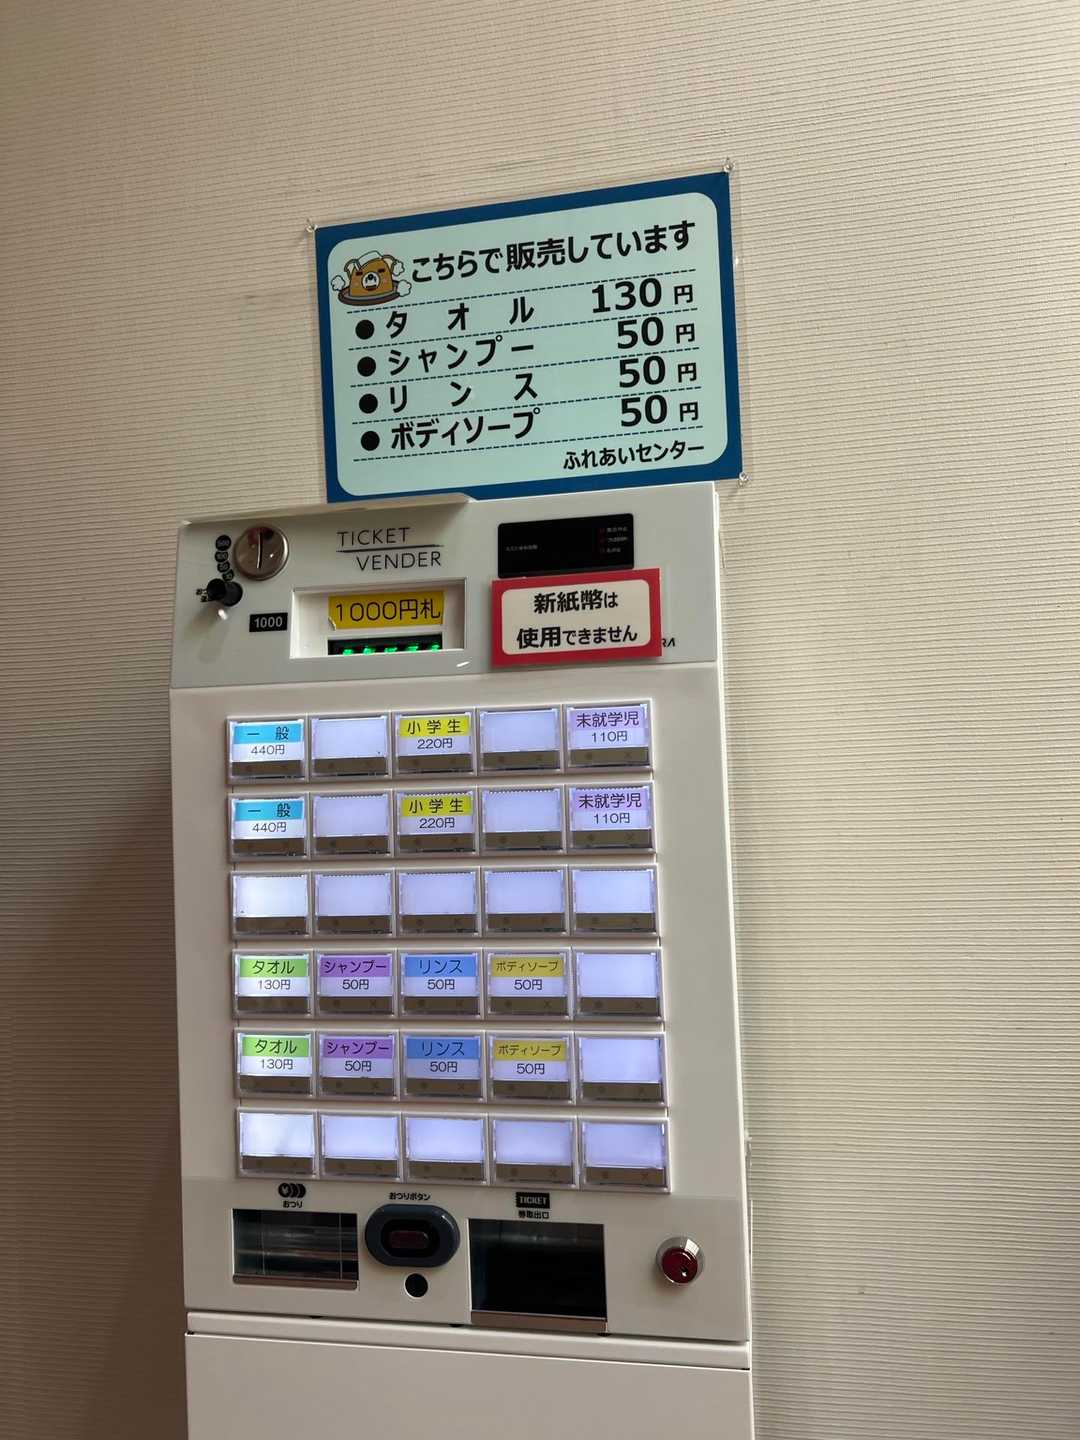 こちらで販売しています
●タオル 130円
●シャンプー 50円
●リンス 50円
●ボディソープ 50円
ふれあいセンター
TICKET
VENDER
1000円札
1000
新紙幣は
使用できません
一般 小学生 未就学児
440円 220円 110円
一般 小学生 未就学児
440円 220円 110円
タオル シャンプー リンス ボディソープ
130円 50円 50円 50円
タオル シャンプー リンス ボディソープ
130円 50円 50円 50円
おつり おつりボタン TICKET
券取出口